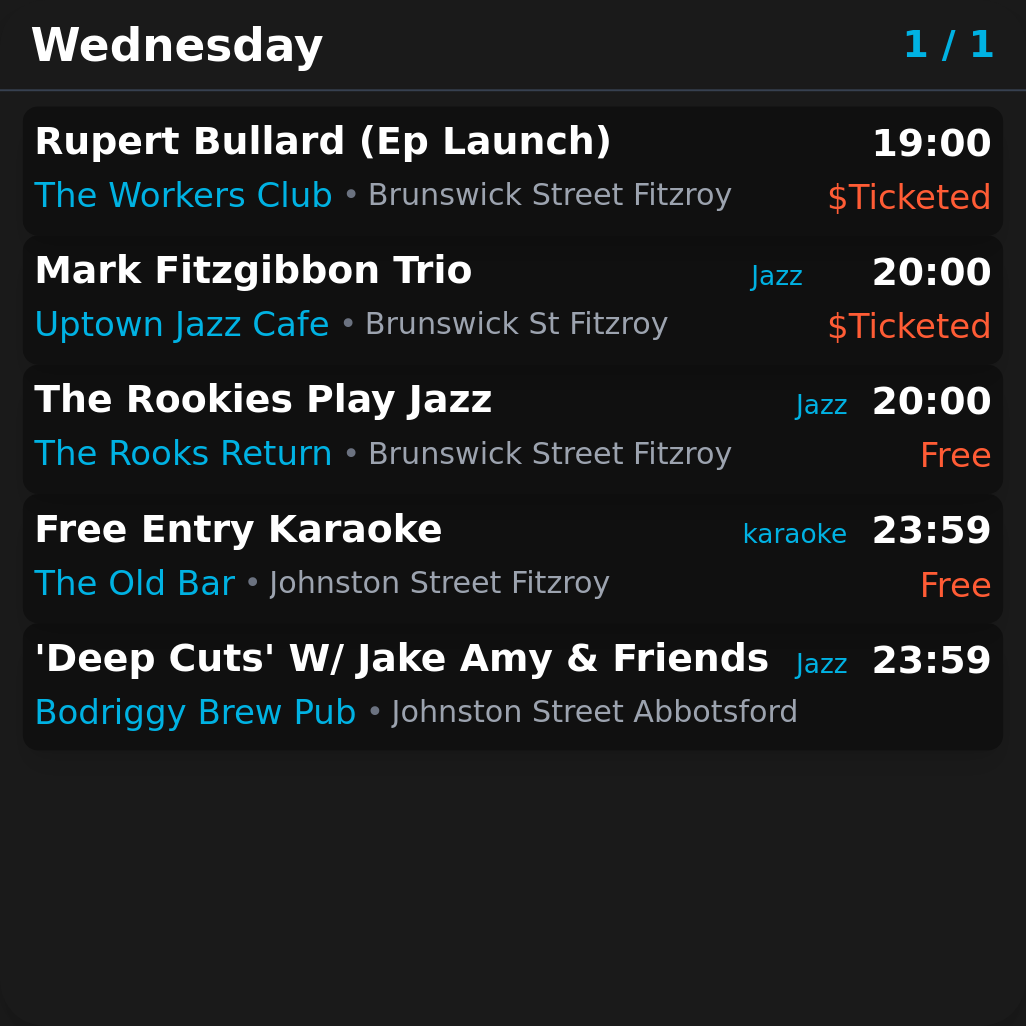 Wednesday 1 / 1
Rupert Bullard (Ep Launch) 19:00
The Workers Club • Brunswick Street Fitzroy $Ticketed
Mark Fitzgibbon Trio Jazz 20:00
Uptown Jazz Cafe • Brunswick St Fitzroy $Ticketed
The Rookies Play Jazz Jazz 20:00
The Rooks Return • Brunswick Street Fitzroy Free
Free Entry Karaoke karaoke 23:59
The Old Bar • Johnston Street Fitzroy Free
'Deep Cuts' W/ Jake Amy & Friends Jazz 23:59
Bodriggy Brew Pub • Johnston Street Abbotsford